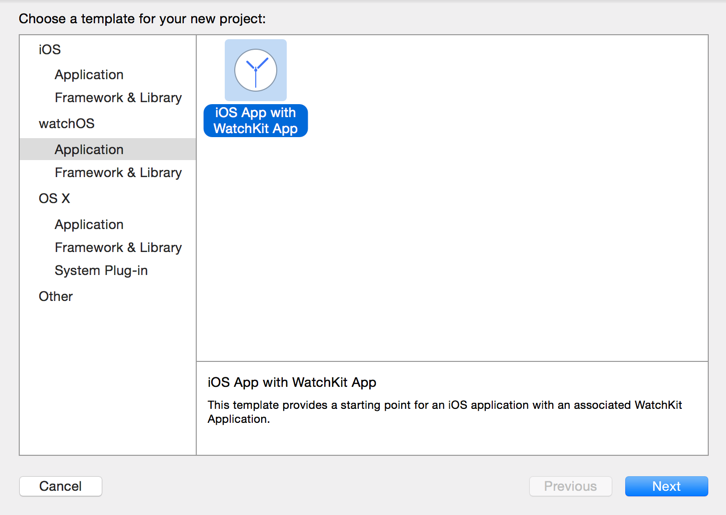 Choose a template for your new project:
iOS
Application
Framework & Library
watchOS
Application
Framework & Library
OS X
Application
Framework & Library
System Plug-in
Other
iOS App with
WatchKit App
iOS App with WatchKit App
This template provides a starting point for an iOS application with an associated WatchKit
Application.
Cancel
Previous
Next